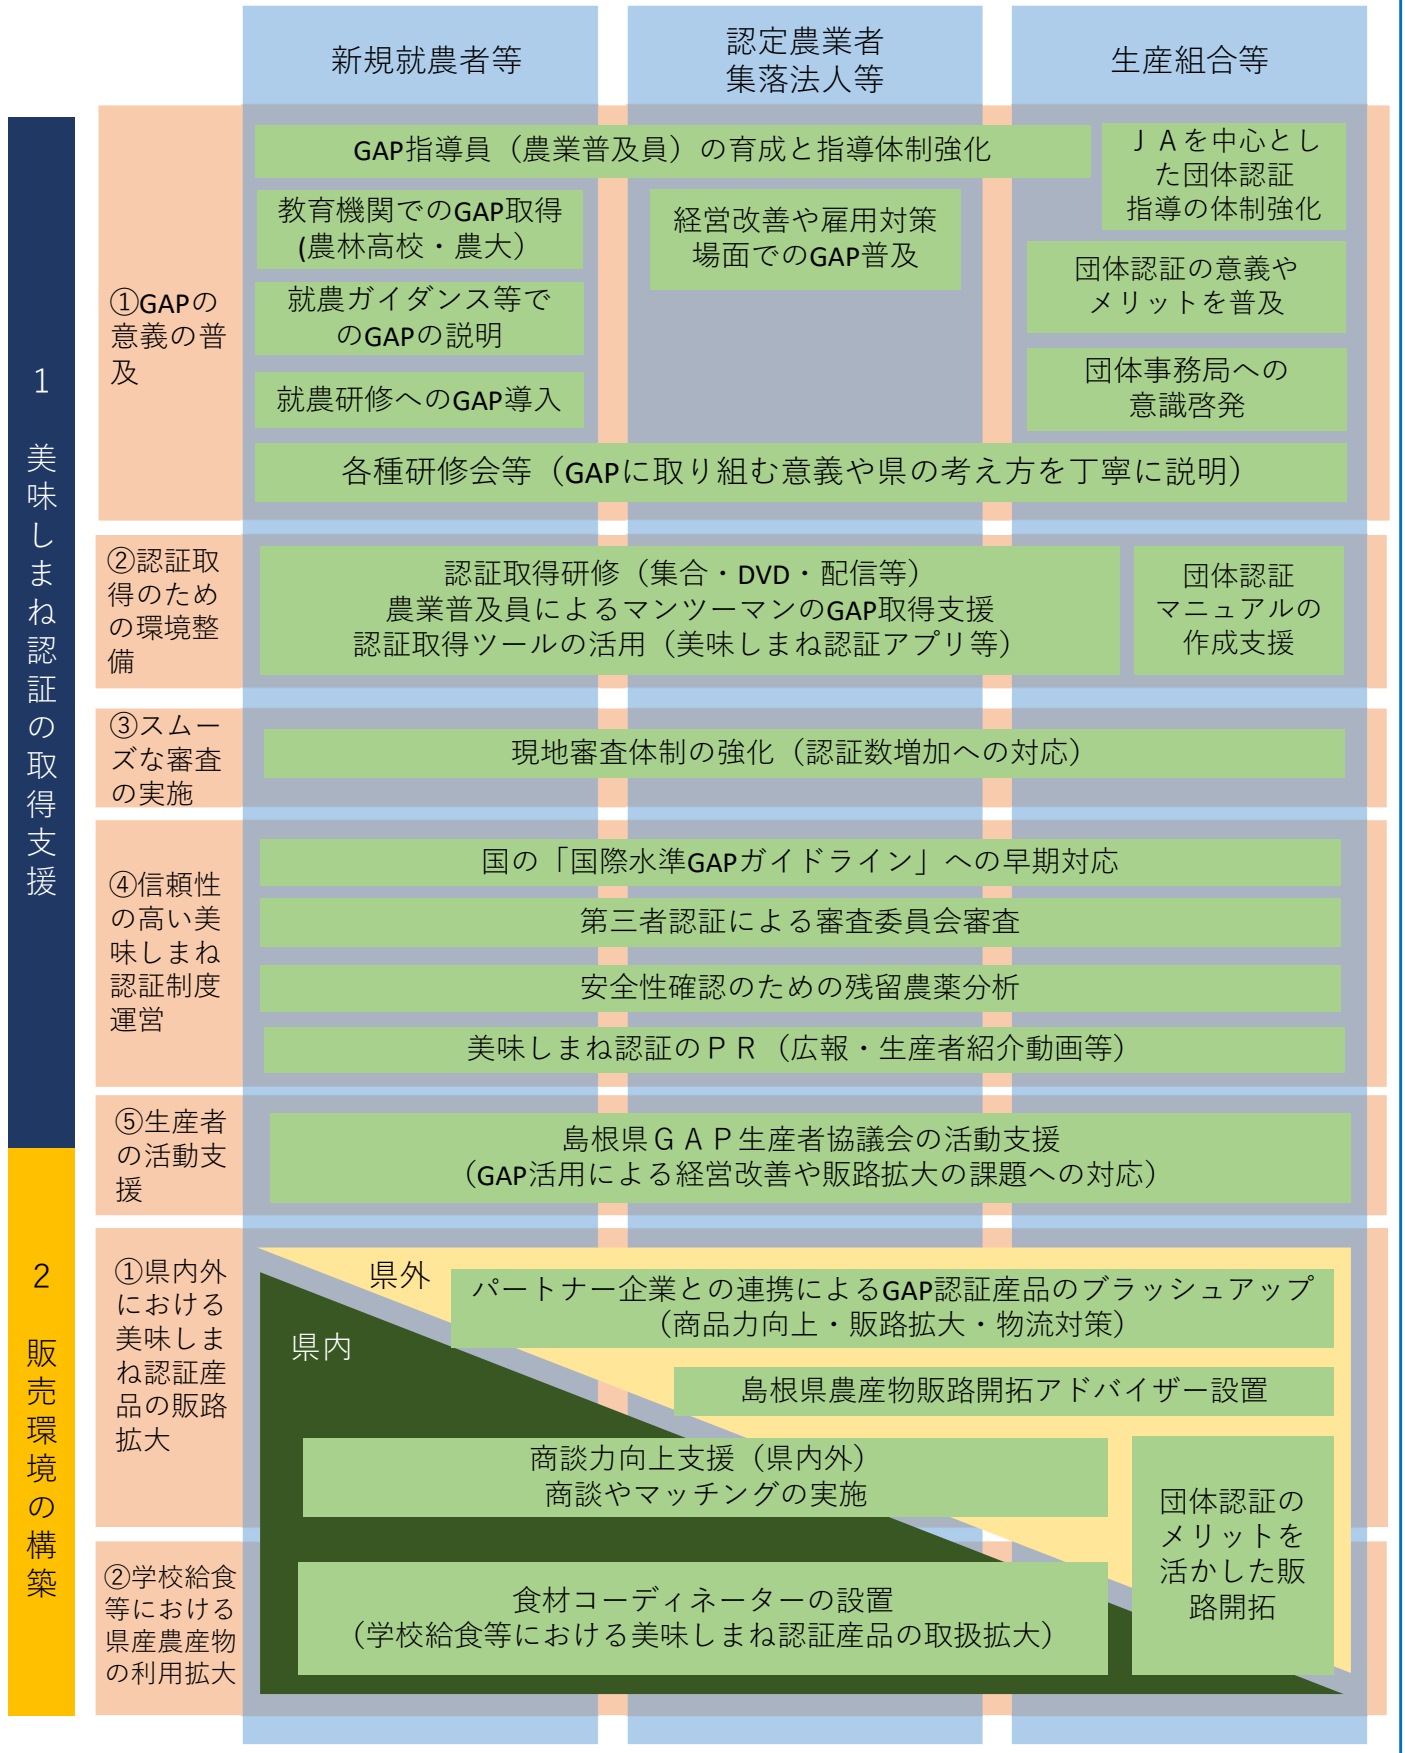 新規就農者等
認定農業者
集落法人等
生産組合等
1 美味しまね認証の取得支援
①GAPの
意義の普
及
GAP指導員（農業普及員）の育成と指導体制強化
ＪＡを中心とし
た団体認証
指導の体制強化
教育機関でのGAP取得
(農林高校・農大）
経営改善や雇用対策
場面でのGAP普及
団体認証の意義や
メリットを普及
就農ガイダンス等で
のGAPの説明
団体事務局への
意識啓発
就農研修へのGAP導入
各種研修会等（GAPに取り組む意義や県の考え方を丁寧に説明）
②認証取
得のため
の環境整
備
認証取得研修（集合・DVD・配信等）
農業普及員によるマンツーマンのGAP取得支援
認証取得ツールの活用（美味しまね認証アプリ等）
団体認証
マニュアルの
作成支援
③スムー
ズな審査
の実施
現地審査体制の強化（認証数増加への対応）
④信頼性
の高い美
味しまね
認証制度
運営
国の「国際水準GAPガイドライン」への早期対応
第三者認証による審査委員会審査
安全性確認のための残留農薬分析
美味しまね認証のＰＲ（広報・生産者紹介動画等）
⑤生産者
の活動支
援
島根県ＧＡＰ生産者協議会の活動支援
（GAP活用による経営改善や販路拡大の課題への対応）
2 販売環境の構築
①県内外
における
美味しま
ね認証産
品の販路
拡大
県外
県内
パートナー企業との連携によるGAP認証産品のブラッシュアップ
（商品力向上・販路拡大・物流対策）
島根県農産物販路開拓アドバイザー設置
商談力向上支援（県内外）
商談やマッチングの実施
団体認証の
メリットを
活かした販
路開拓
②学校給食
等における
県産農産物
の利用拡大
食材コーディネーターの設置
（学校給食等における美味しまね認証産品の取扱拡大）